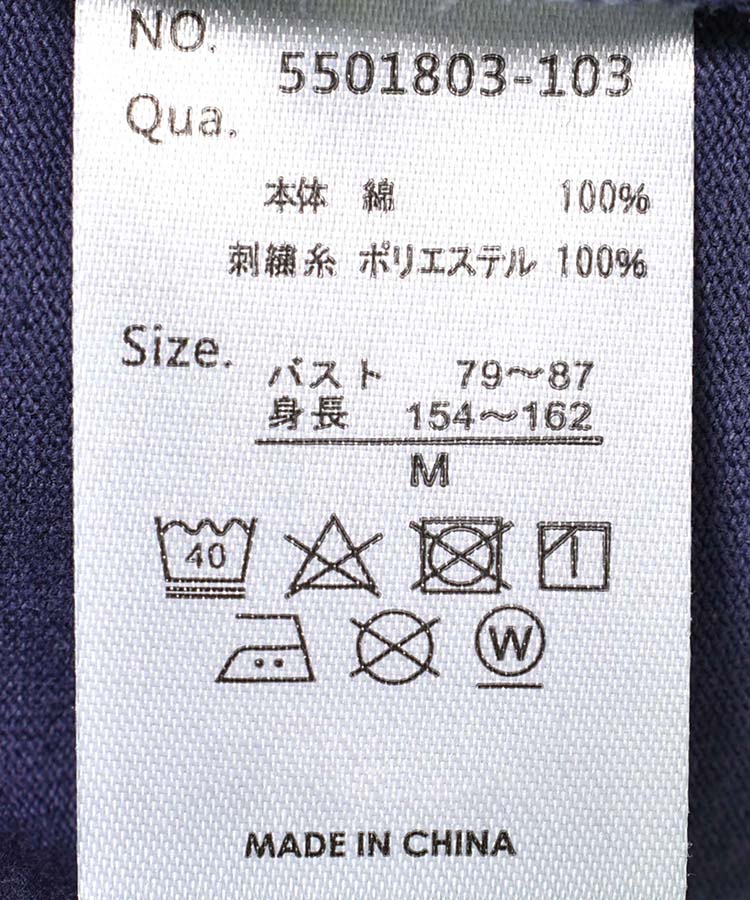 NO.
5501803-103
Qua.
本体 綿 100%
刺繍糸 ポリエステル 100%
Size.
バスト 79～87
身長 154～162
M
40
W
MADE IN CHINA